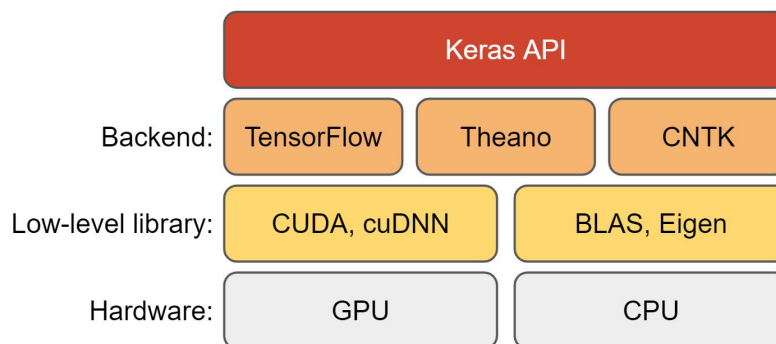 Keras API
Backend: TensorFlow Theano CNTK
Low-level library: CUDA, cuDNN BLAS, Eigen
Hardware: GPU CPU